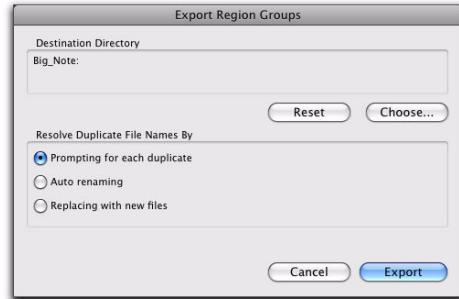 Export Region Groups
Destination Directory
Big_Note:
Reset Choose...
Resolve Duplicate File Names By
Prompting for each duplicate
Auto renaming
Replacing with new files
Cancel Export